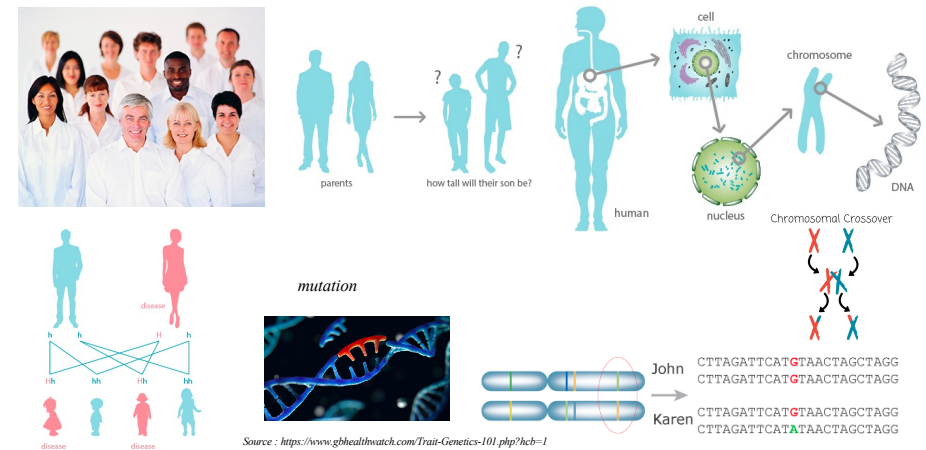 cell
chromosome
?
?
parents
how tall will their son be?
human
nucleus
DNA
Chromosomal Crossover
disease
h h H h
Hh hh Hh hh
disease disease
mutation
John
CTTAGATTCATGTAACTAGCTAGG
CTTAGATTCATGTAACTAGCTAGG
Karen
CTTAGATTCATGTAACTAGCTAGG
CTTAGATTCATATAACTAGCTAGG
Source : https://www.gbhealthwatch.com/Trait-Genetics-101.php?hcb=1